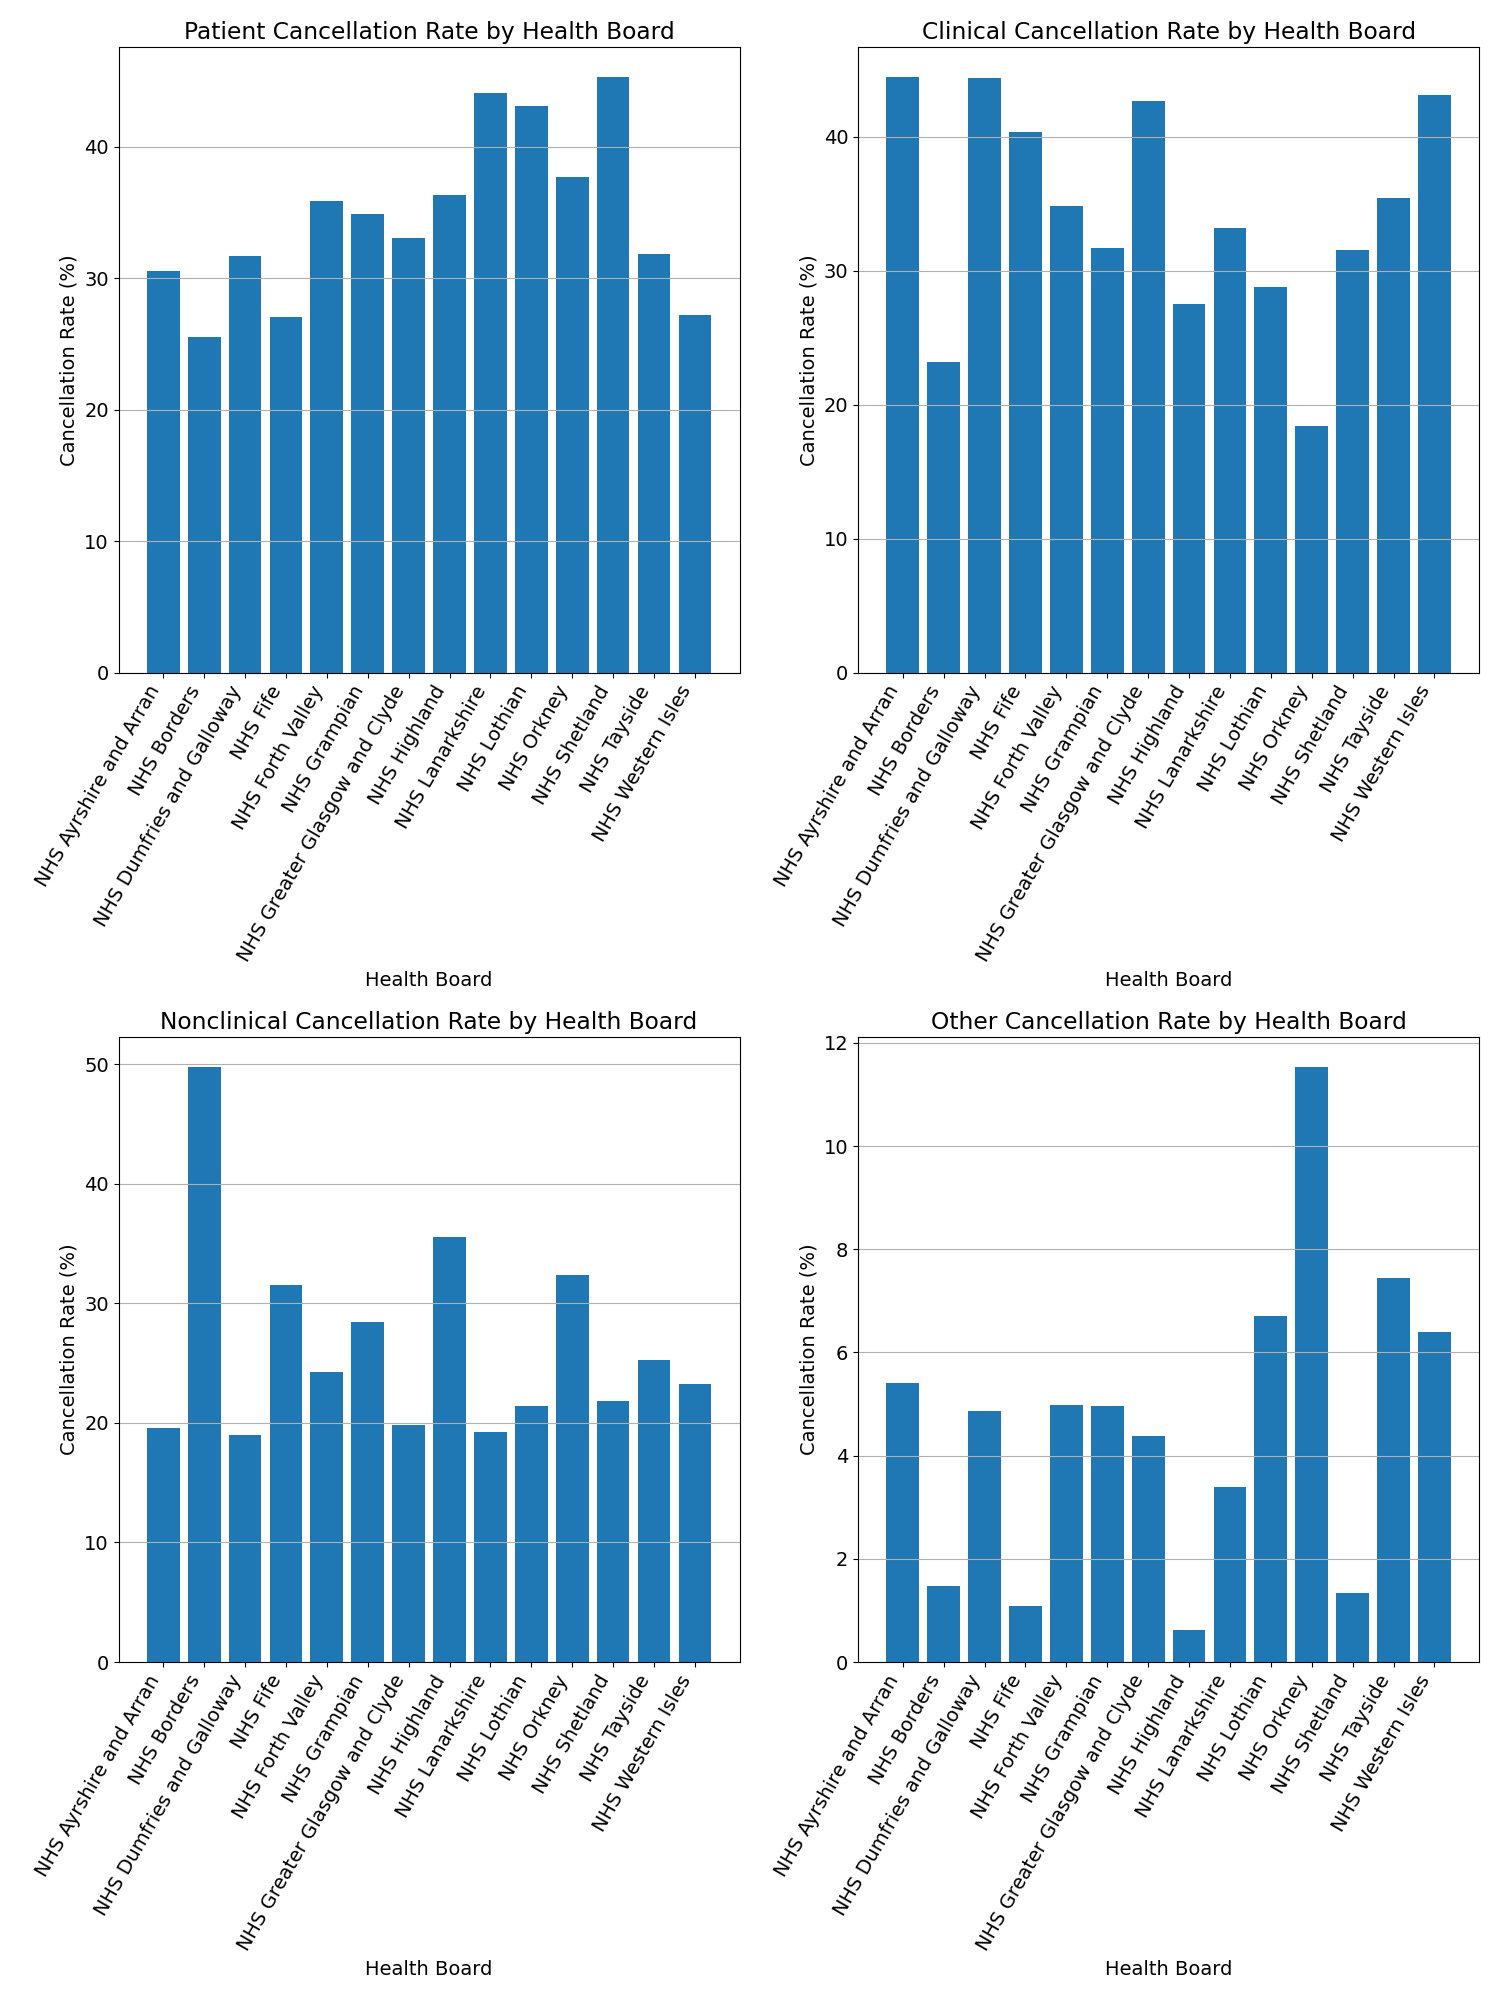 Patient Cancellation Rate by Health Board
Cancellation Rate (%)
40
30
20
10
0
NHS Ayrshire and Arran
NHS Borders
NHS Dumfries and Galloway
NHS Fife
NHS Forth Valley
NHS Grampian
NHS Greater Glasgow and Clyde
NHS Highland
NHS Lanarkshire
NHS Lothian
NHS Orkney
NHS Shetland
NHS Tayside
NHS Western Isles
Health Board
Clinical Cancellation Rate by Health Board
Cancellation Rate (%)
40
30
20
10
0
NHS Ayrshire and Arran
NHS Borders
NHS Dumfries and Galloway
NHS Fife
NHS Forth Valley
NHS Grampian
NHS Greater Glasgow and Clyde
NHS Highland
NHS Lanarkshire
NHS Lothian
NHS Orkney
NHS Shetland
NHS Tayside
NHS Western Isles
Health Board
Nonclinical Cancellation Rate by Health Board
Cancellation Rate (%)
50
40
30
20
10
0
NHS Ayrshire and Arran
NHS Borders
NHS Dumfries and Galloway
NHS Fife
NHS Forth Valley
NHS Grampian
NHS Greater Glasgow and Clyde
NHS Highland
NHS Lanarkshire
NHS Lothian
NHS Orkney
NHS Shetland
NHS Tayside
NHS Western Isles
Health Board
Other Cancellation Rate by Health Board
Cancellation Rate (%)
12
10
8
6
4
2
0
NHS Ayrshire and Arran
NHS Borders
NHS Dumfries and Galloway
NHS Fife
NHS Forth Valley
NHS Grampian
NHS Greater Glasgow and Clyde
NHS Highland
NHS Lanarkshire
NHS Lothian
NHS Orkney
NHS Shetland
NHS Tayside
NHS Western Isles
Health Board